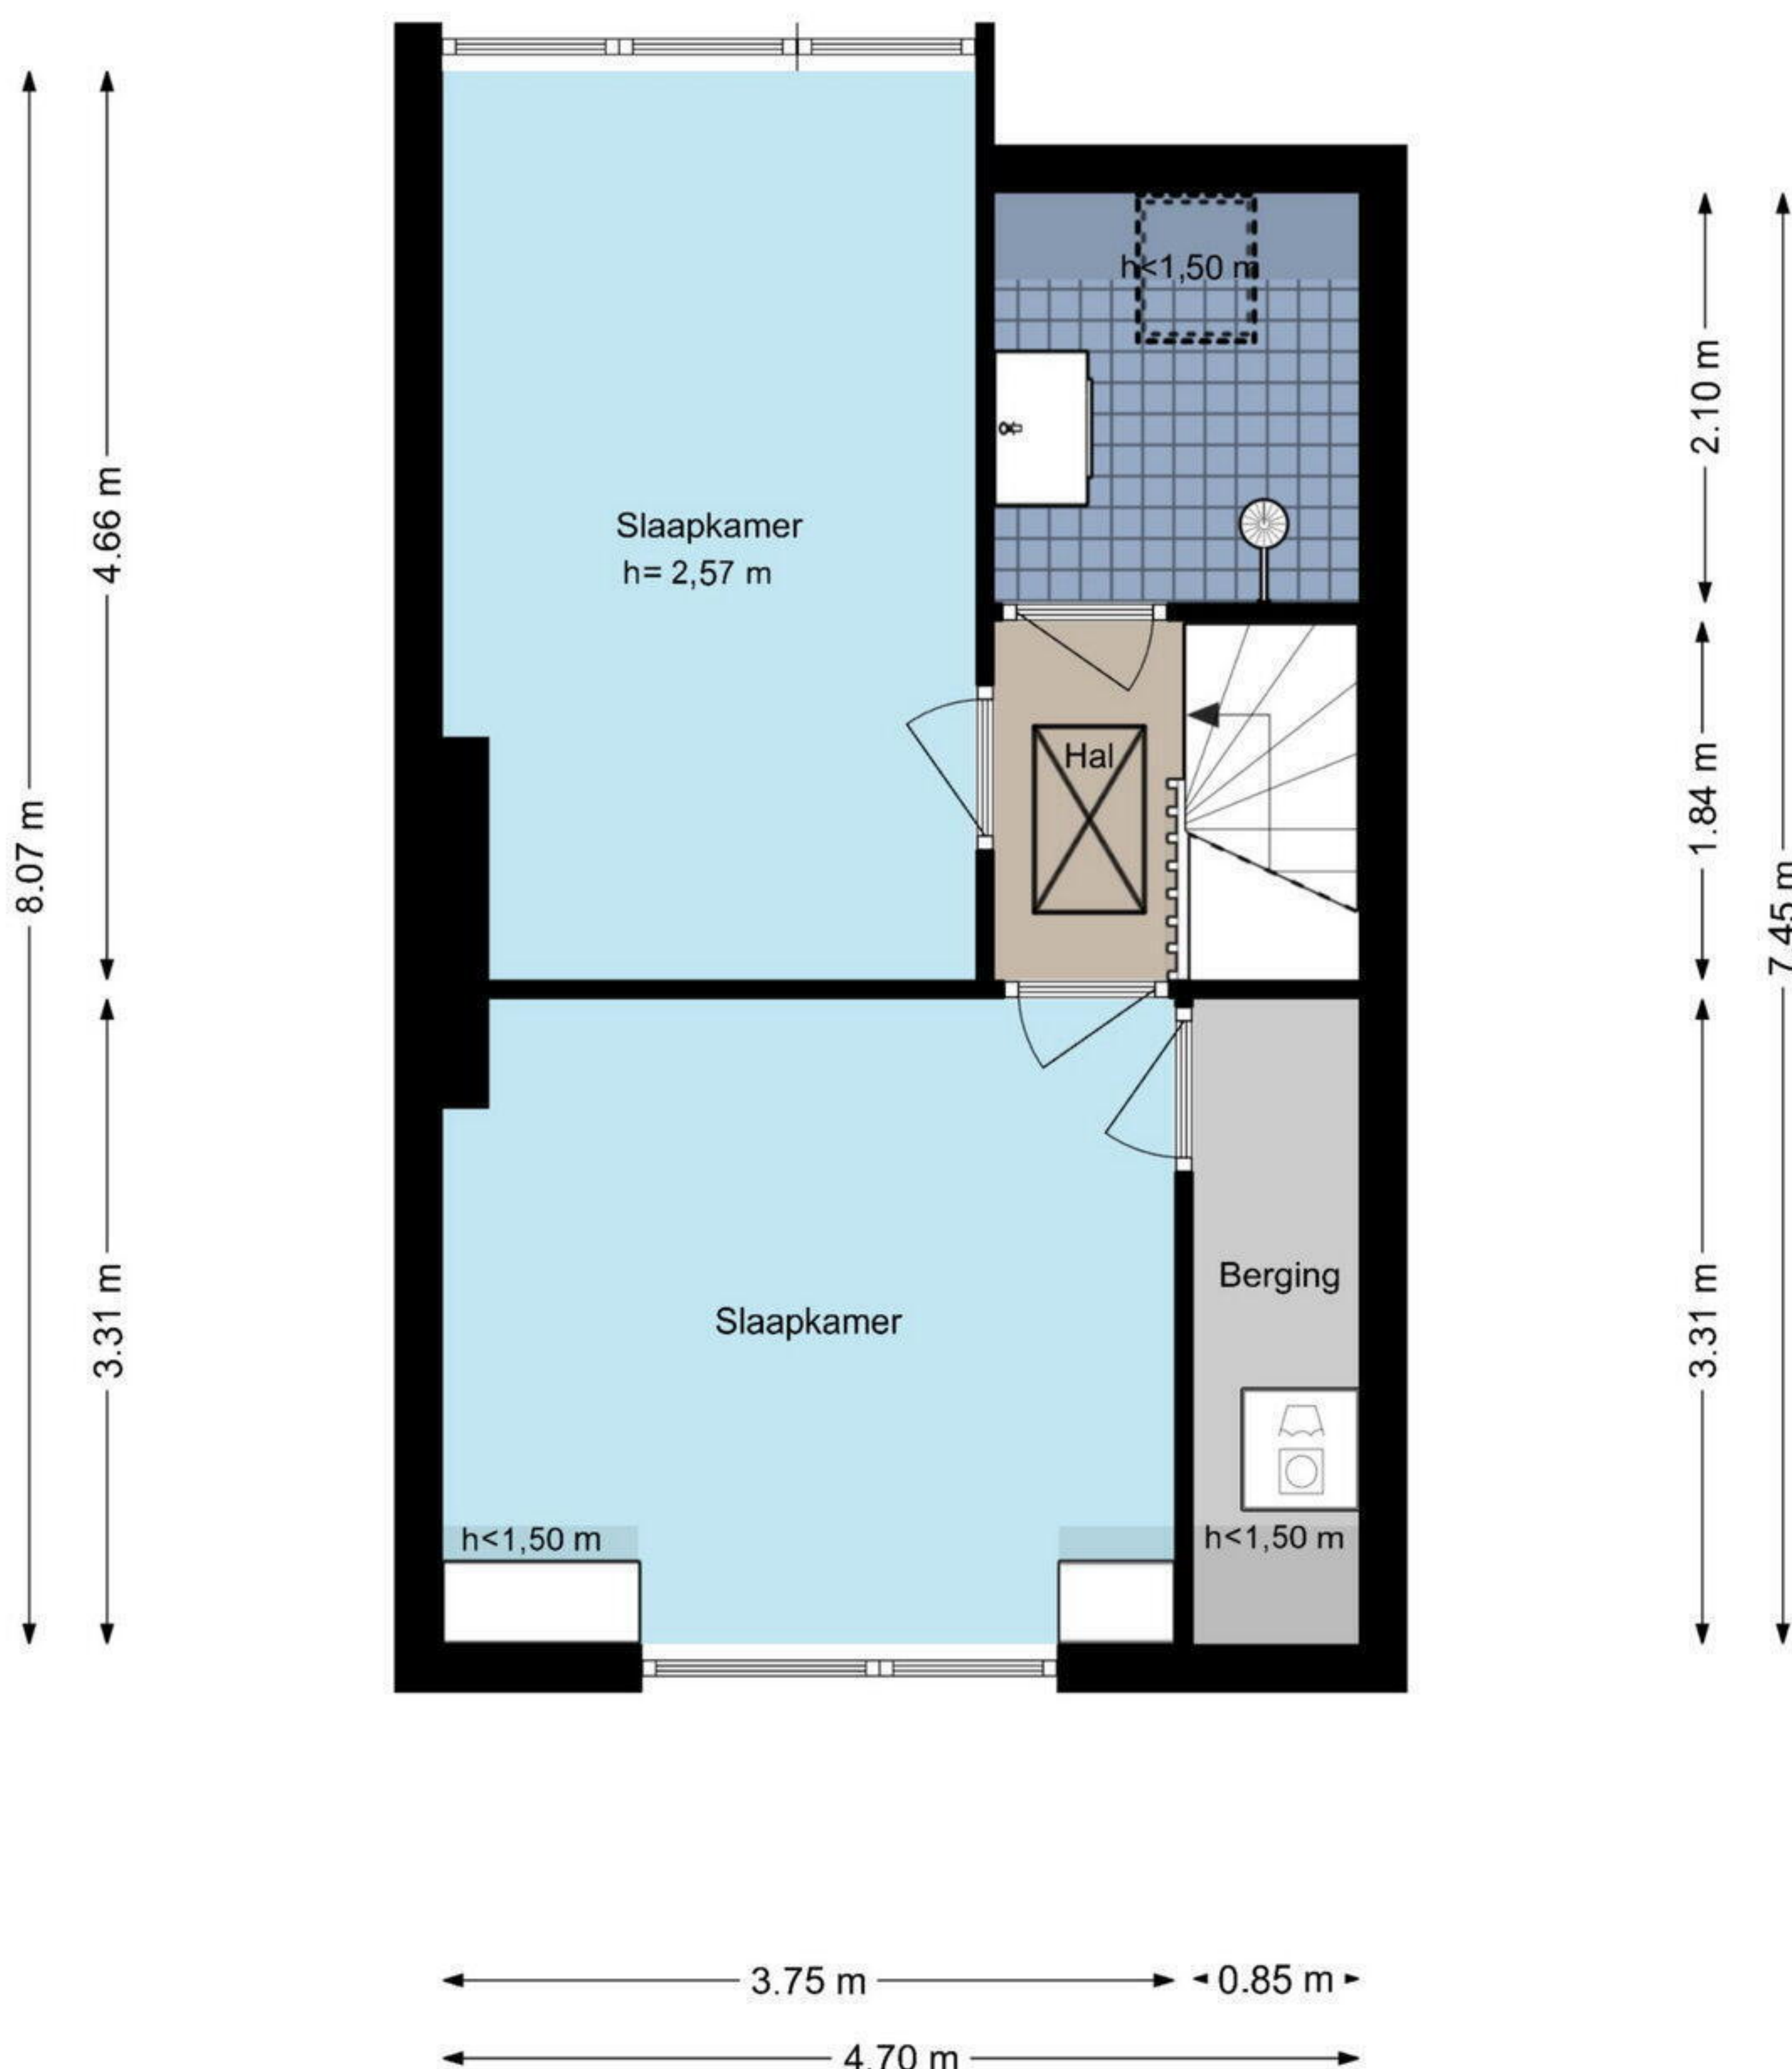 h<1,50 m
2.10 m
4.66 m
Slaapkamer
h= 2,57 m
Hal
1.84 m
8.07 m
7.45 m
Berging
3.31 m
Slaapkamer
3.31 m
h<1,50 m
h<1,50 m
3.75 m
0.85 m
4.70 m